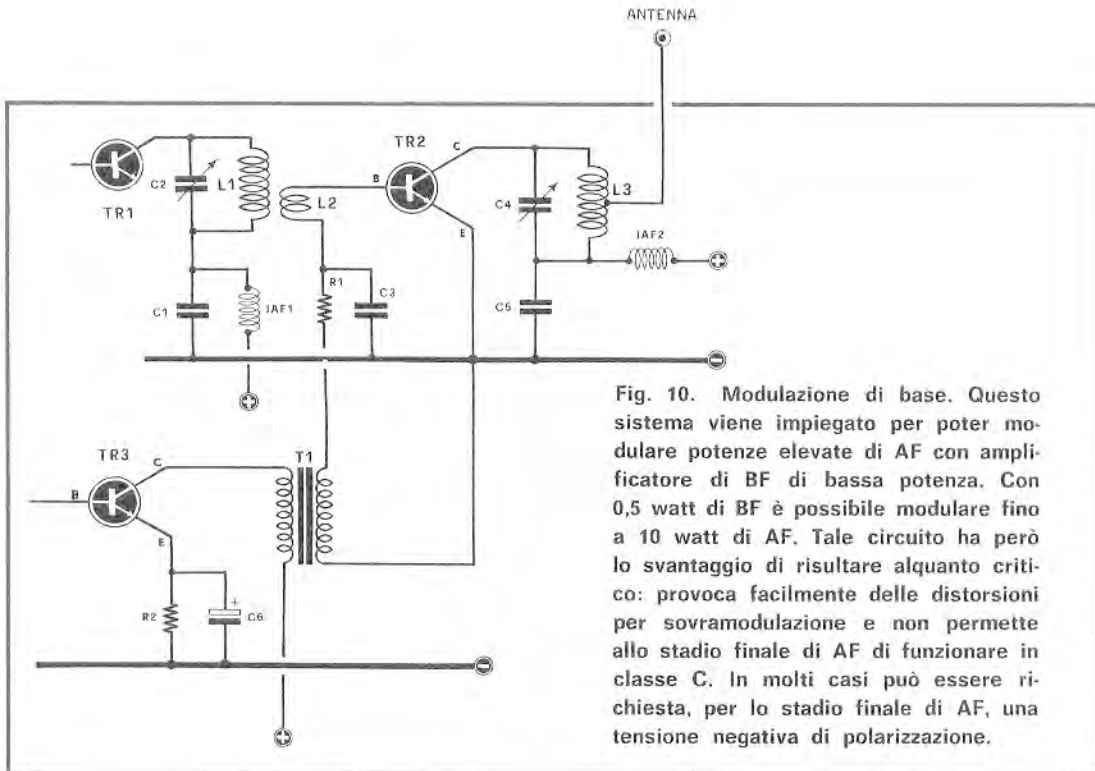 ANTENNA
TR1
C2
L1
L2
TR2
C
B
E
C4
L3
JAF2
+
C1
JAF1
R1
C3
C5
-
+
TR3
C
B
E
T1
R2
+
C6
-
+
Fig. 10. Modulazione di base. Questo
sistema viene impiegato per poter mo-
dulare potenze elevate di AF con ampli-
ficatore di BF di bassa potenza. Con
0,5 watt di BF è possibile modulare fino
a 10 watt di AF. Tale circuito ha però
lo svantaggio di risultare alquanto criti-
co: provoca facilmente delle distorsioni
per sovramodulazione e non permette
allo stadio finale di AF di funzionare in
classe C. In molti casi può essere ri-
chiesta, per lo stadio finale di AF, una
tensione negativa di polarizzazione.